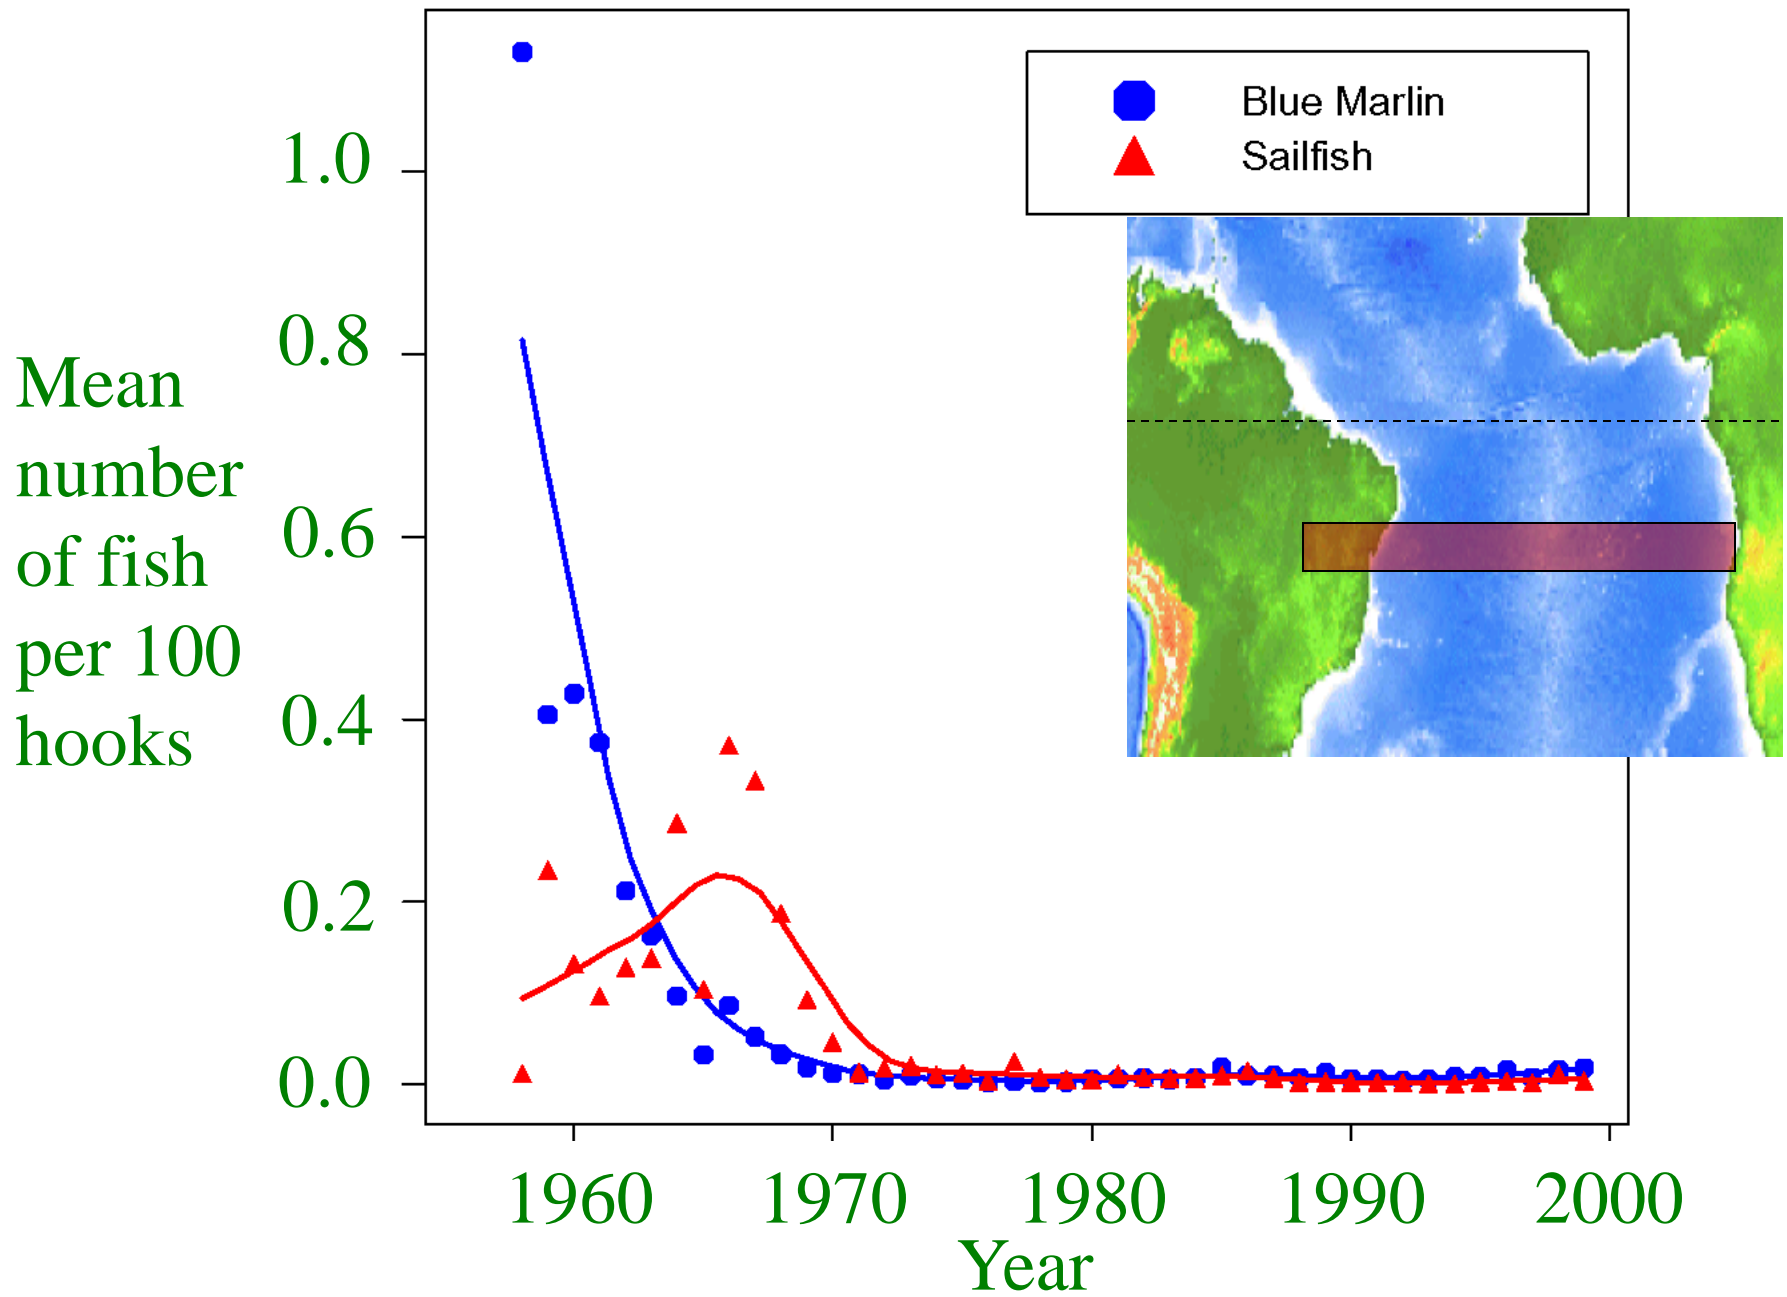 Blue Marlin
Sailfish
1.0
0.8
0.6
0.4
0.2
0.0
Mean
number
of fish
per 100
hooks
1960 1970 1980 1990 2000
Year